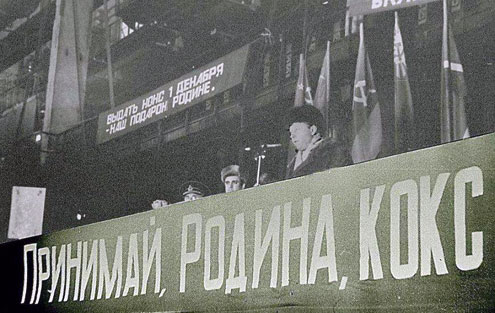 ВЫДАТЬ КОКС 1 ДЕКАБРЯ
-НАШ ПОДАРОК РОДИНЕ.
ПРИНИМАЙ, РОДИНА, КОКС